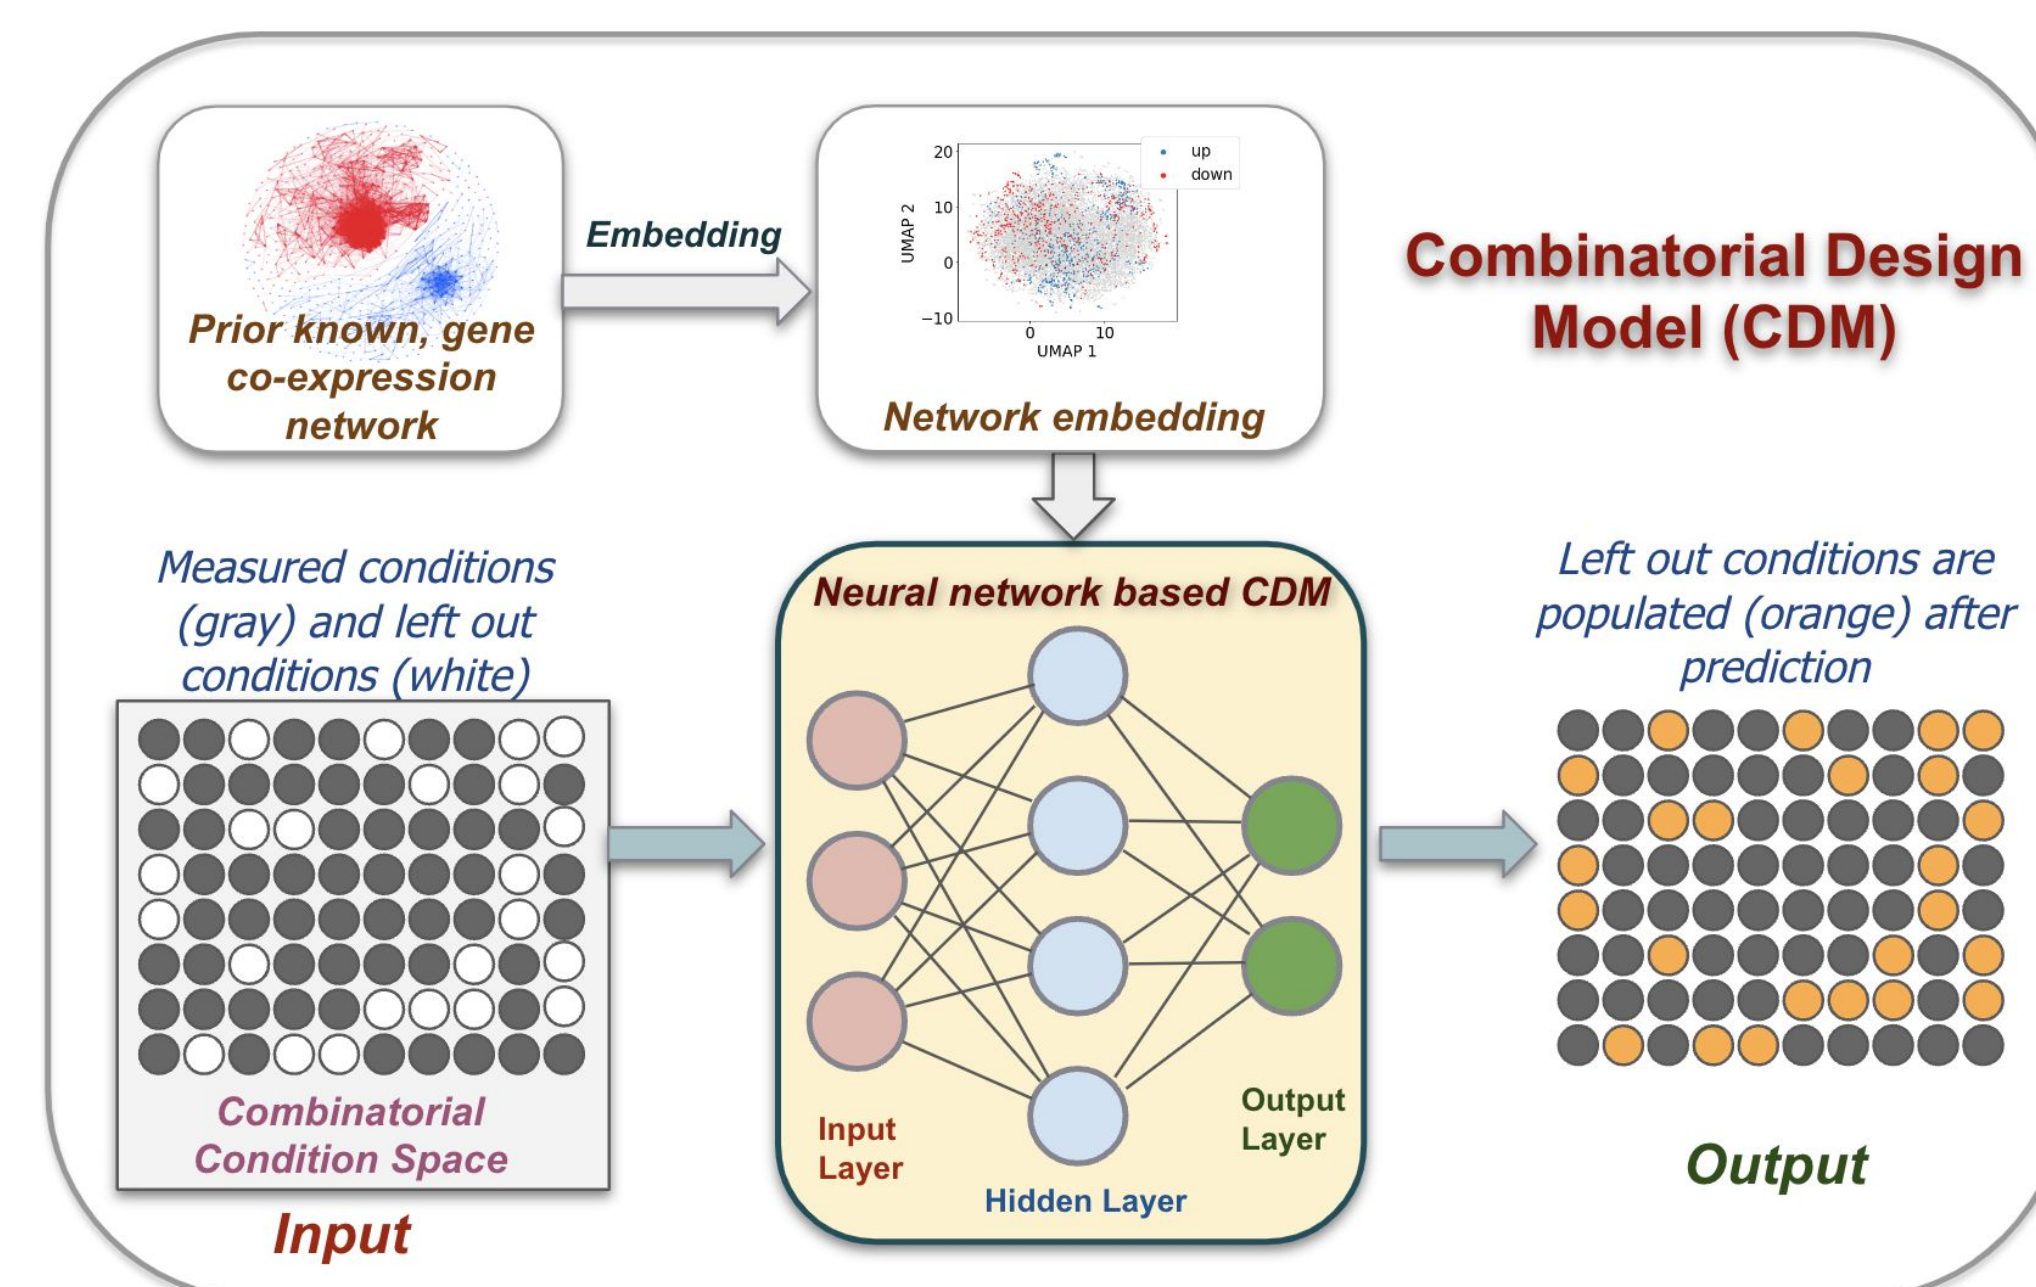 Prior known, gene
co-expression
network
Embedding
20
10
0
−10
UMAP 2
0 10
UMAP 1
up
down
Network embedding
Combinatorial Design
Model (CDM)
Measured conditions
(gray) and left out
conditions (white)
Combinatorial
Condition Space
Input
Neural network based CDM
Input
Layer
Hidden Layer
Output
Layer
Left out conditions are
populated (orange) after
prediction
Output